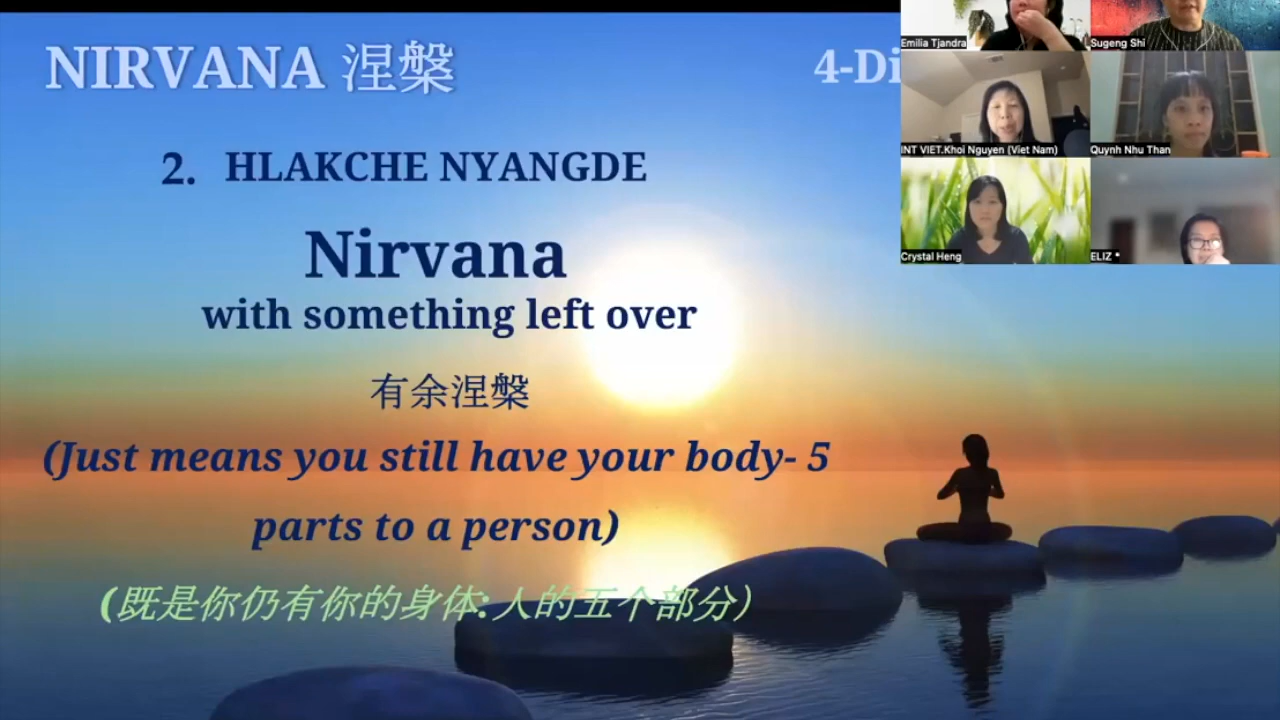 NIRVANA 涅槃
4-Di
2. HLAKCHE NYANGDE
Nirvana
with something left over
有余涅槃
(Just means you still have your body- 5
parts to a person)
(既是你仍有你的身体:人的五个部分)
Emilia Tjandra
Sugeng Shi
INT VIET.Khoi Nguyen (Viet Nam)
Quynh Nhu Than
Crystal Heng
ELIZ *